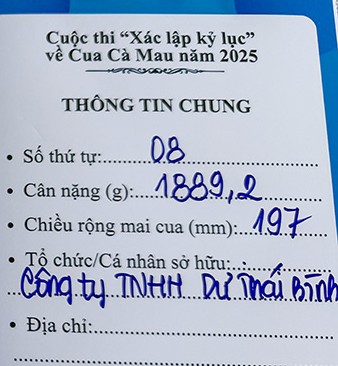 Cuộc thi “Xác lập kỷ lục”
về Cua Cà Mau năm 2025
THÔNG TIN CHUNG
• Số thứ tự:.....08.....
• Cân nặng (g):.....1889,2.....
• Chiều rộng mai cua (mm):...197....
• Tổ chức/Cá nhân sở hữu:.............
Công ty TNHH Dư Thái Bình
• Địa chỉ:..........................................